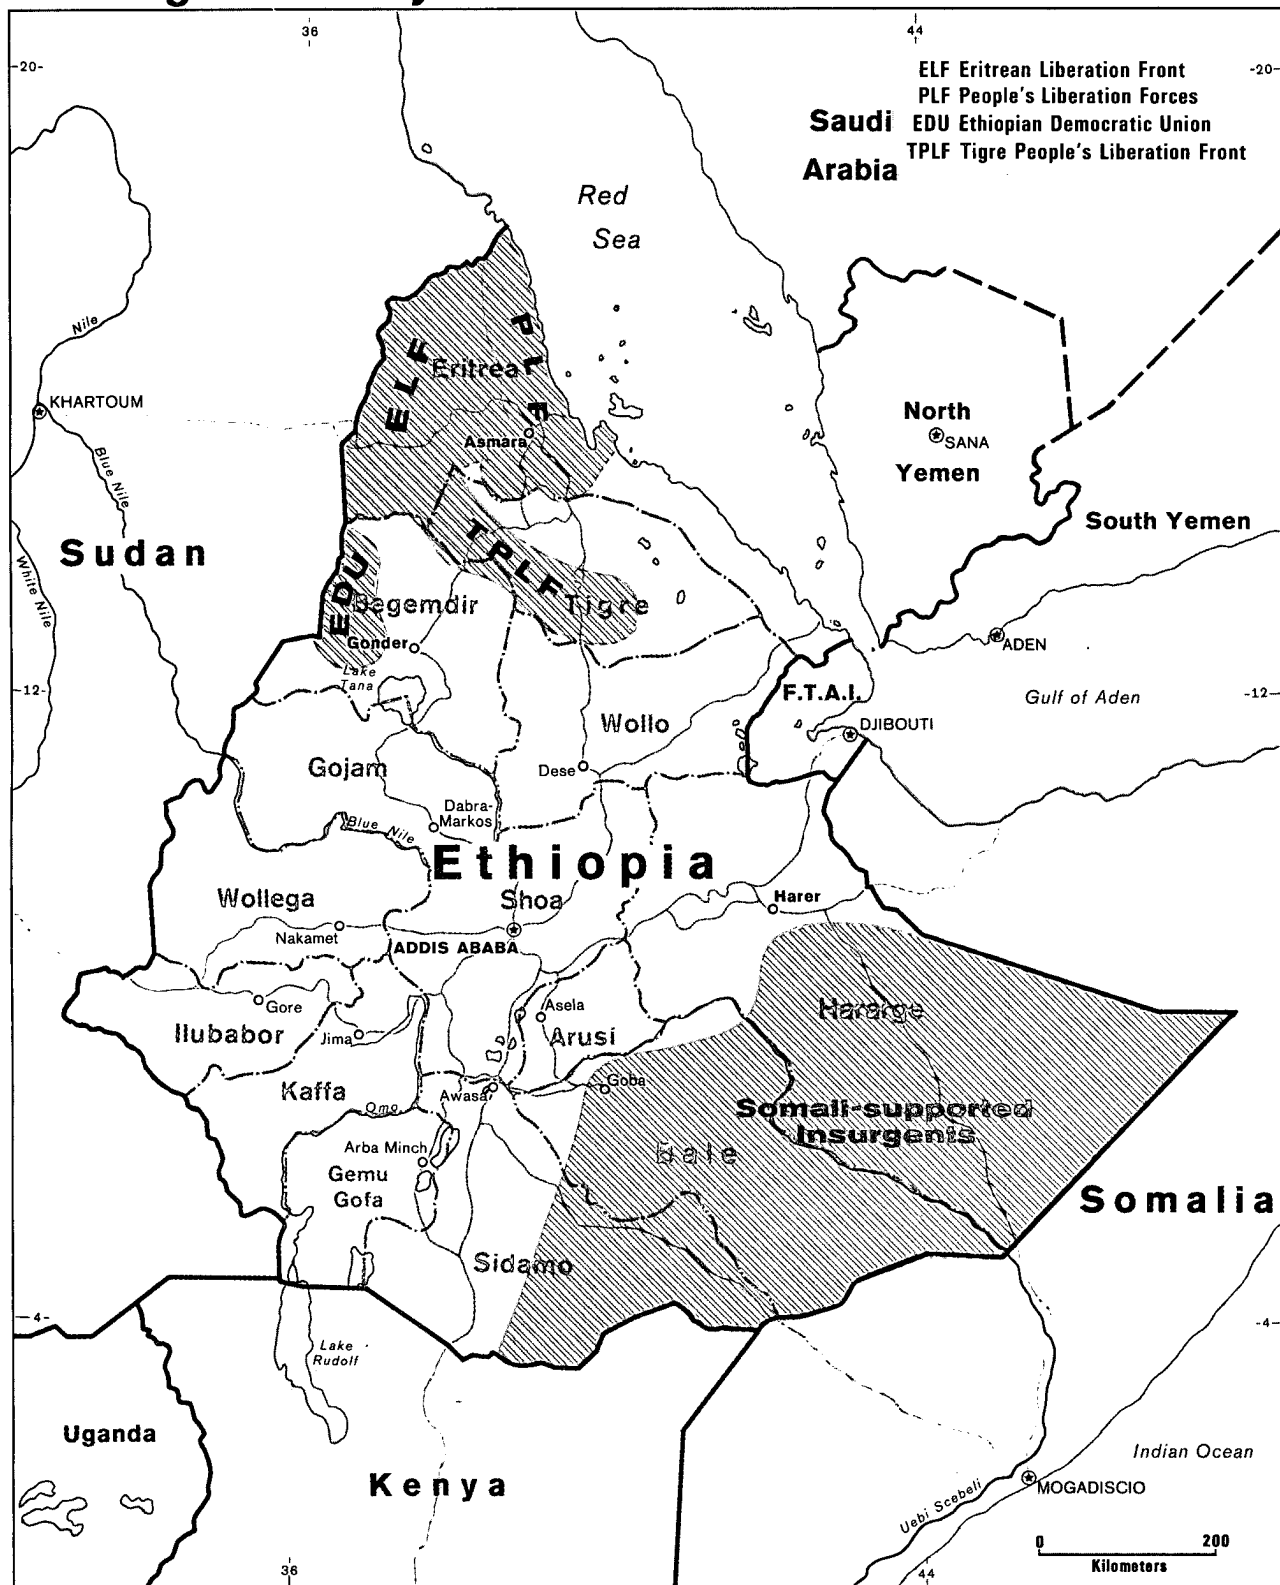 36
44
-20-
-20-
ELF Eritrean Liberation Front
PLF People's Liberation Forces
EDU Ethiopian Democratic Union
TPLF Tigre People's Liberation Front
Saudi
Arabia
Red
Sea
Nile
KHARTOUM
Blue Nile
White Nile
Sudan
ELF
PLF
Eritrea
Asmara
North
SANA
Yemen
South Yemen
TPLF
EDU
Begemdir
Tigre
Gonder
Lake
Tana
ADEN
-12-
-12-
Gulf of Aden
F.T.A.I.
DJIBOUTI
Wollo
Gojam
Dese
Dabra-
Markos
Blue Nile
Ethiopia
Wollega
Shoa
Harer
Nakamet
ADDIS ABABA
Gore
Asela
Hararge
Ilubabor
Jima
Arusi
Kaffa
Omo
Awasa
Goba
Somali-supported
Insurgents
Arba Minch
Bale
Gemu
Gofa
Somalia
Sidamo
-4-
-4-
Lake
Rudolf
Uganda
Kenya
Indian Ocean
MOGADISCIO
Uebi Scebeli
0 200
Kilometers
36
44